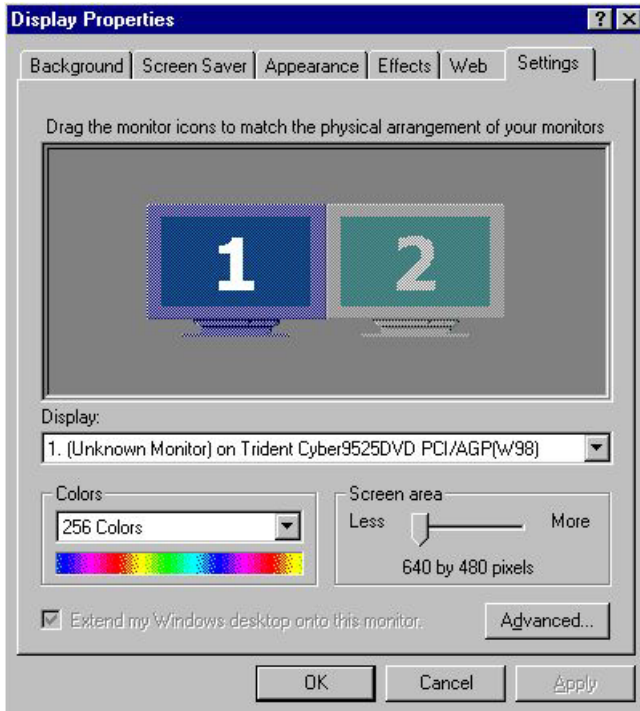 Display Properties
Background Screen Saver Appearance Effects Web Settings
Drag the monitor icons to match the physical arrangement of your monitors
1 2
Display:
1. (Unknown Monitor) on Trident Cyber9525DVD PCI/AGP(W98)
Colors
256 Colors
Screen area
Less More
640 by 480 pixels
Extend my Windows desktop onto this monitor.
Advanced...
OK Cancel Apply